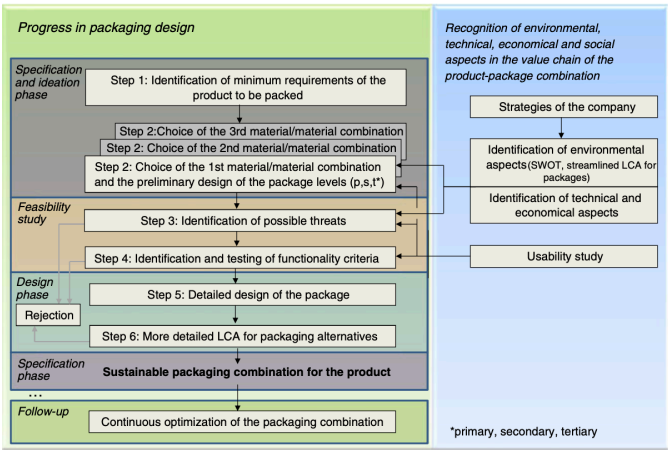 Progress in packaging design
Specification
and ideation
phase
Step 1: Identification of minimum requirements of the
product to be packed
Step 2:Choice of the 3rd material/material combination
Step 2: Choice of the 2nd material/material combination
Step 2: Choice of the 1st material/material combination
and the preliminary design of the package levels (p,s,t*)
Feasibility
study
Step 3: Identification of possible threats
Step 4: Identification and testing of functionality criteria
Design
phase
Step 5: Detailed design of the package
Rejection
Step 6: More detailed LCA for packaging alternatives
Specification
phase
Sustainable packaging combination for the product
...
Follow-up
Continuous optimization of the packaging combination
Recognition of environmental,
technical, economical and social
aspects in the value chain of the
product-package combination
Strategies of the company
Identification of environmental
aspects(SWOT, streamlined LCA for
packages)
Identification of technical and
economical aspects
Usability study
*primary, secondary, tertiary